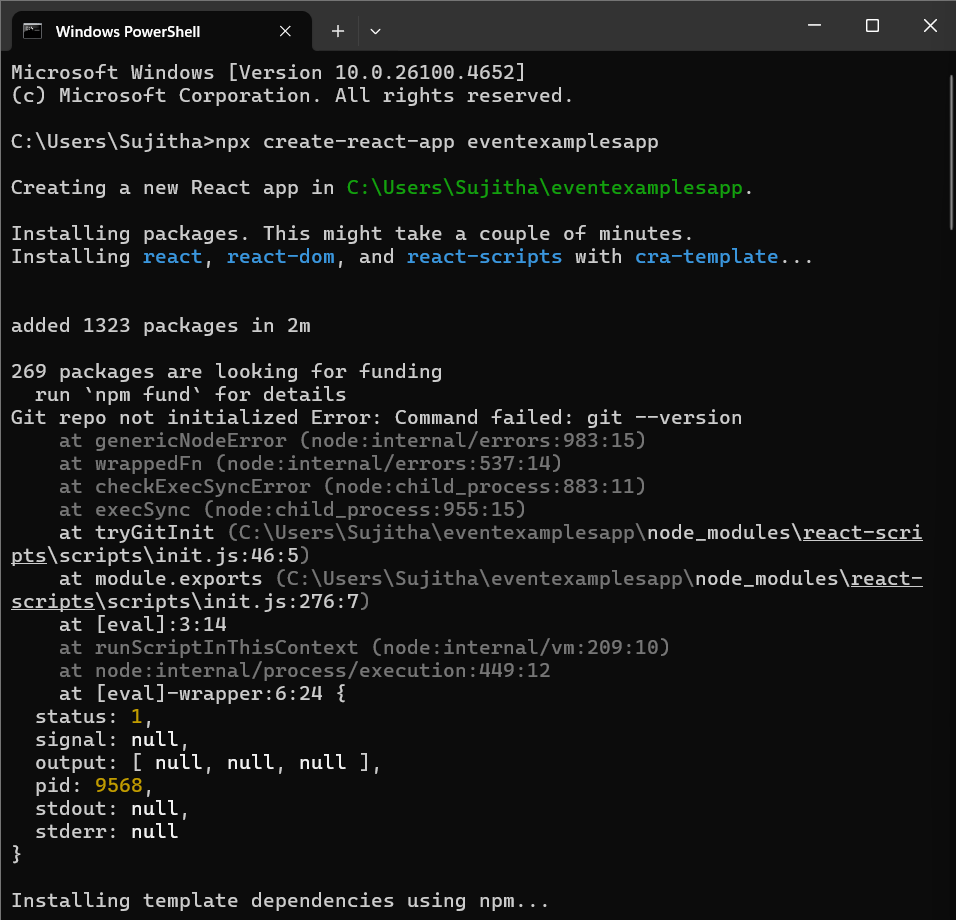 Windows PowerShell
Microsoft Windows [Version 10.0.26100.4652]
(c) Microsoft Corporation. All rights reserved.
C:\Users\Sujitha>npx create-react-app eventexamplesapp
Creating a new React app in C:\Users\Sujitha\eventexamplesapp.
Installing packages. This might take a couple of minutes.
Installing react, react-dom, and react-scripts with cra-template...
added 1323 packages in 2m
269 packages are looking for funding
  run `npm fund` for details
Git repo not initialized Error: Command failed: git --version
    at genericNodeError (node:internal/errors:983:15)
    at wrappedFn (node:internal/errors:537:14)
    at checkExecSyncError (node:child_process:883:11)
    at execSync (node:child_process:955:15)
    at tryGitInit (C:\Users\Sujitha\eventexamplesapp\node_modules\react-scri
pts\scripts\init.js:46:5)
    at module.exports (C:\Users\Sujitha\eventexamplesapp\node_modules\react-
scripts\scripts\init.js:276:7)
    at [eval]:3:14
    at runScriptInThisContext (node:internal/vm:209:10)
    at node:internal/process/execution:449:12
    at [eval]-wrapper:6:24 {
  status: 1,
  signal: null,
  output: [ null, null, null ],
  pid: 9568,
  stdout: null,
  stderr: null
}
Installing template dependencies using npm...